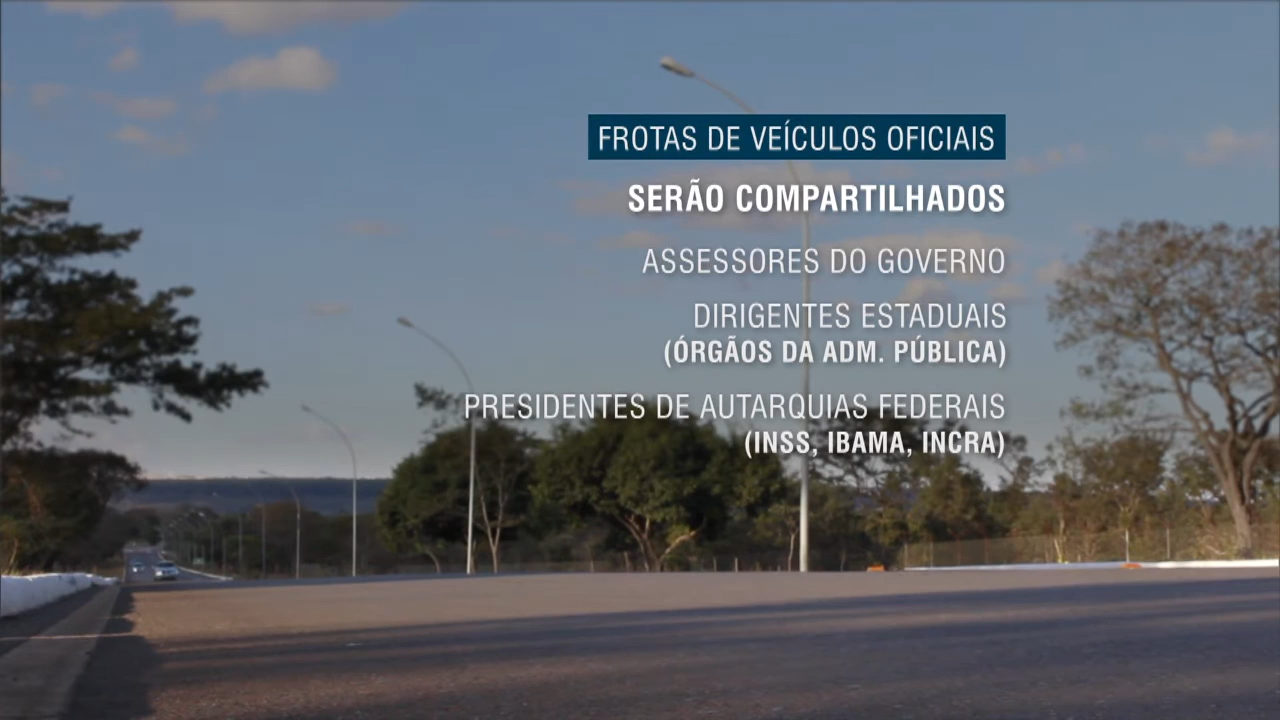 FROTAS DE VEÍCULOS OFICIAIS
SERÃO COMPARTILHADOS
ASSESSORES DO GOVERNO
DIRIGENTES ESTADUAIS
(ÓRGÃOS DA ADM. PÚBLICA)
PRESIDENTES DE AUTARQUIAS FEDERAIS
(INSS, IBAMA, INCRA)